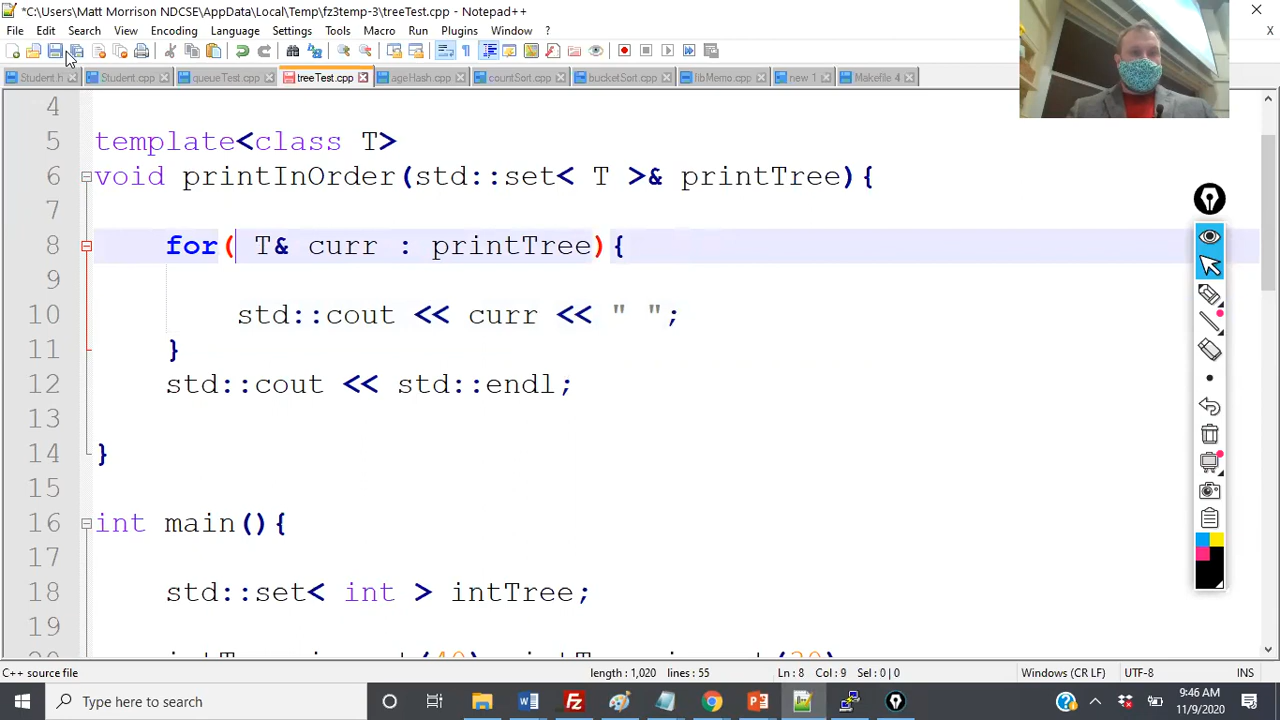 *C:\Users\Matt Morrison NDCSE\AppData\Local\Temp\fz3temp-3\treeTest.cpp - Notepad++
File Edit Search View Encoding Language Settings Tools Macro Run Plugins Window ? X
Student.h Student.cpp queueTest.cpp treeTest.cpp ageHash.cpp countSort.cpp bucketSort.cpp fibMemo.cpp new 1 Makefile 4
4
5 template<class T>
6 void printInOrder(std::set< T >& printTree){
7
8 for( T& curr : printTree){
9
10 std::cout << curr << " ";
11 }
12 std::cout << std::endl;
13
14 }
15
16 int main(){
17
18 std::set< int > intTree;
19
C++ source file length : 1,020 lines : 55 Ln : 8 Col : 9 Sel : 0 | 0 Windows (CR LF) UTF-8 INS
Type here to search
9:46 AM
11/9/2020